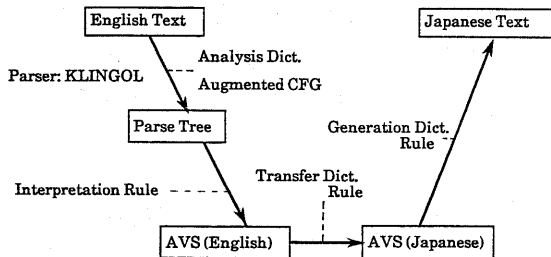 English Text
Japanese Text
Analysis Dict.
Parser: KLINGOL
Augmented CFG
Parse Tree
Generation Dict.
Rule
Interpretation Rule
Transfer Dict.
Rule
AVS (English)
AVS (Japanese)